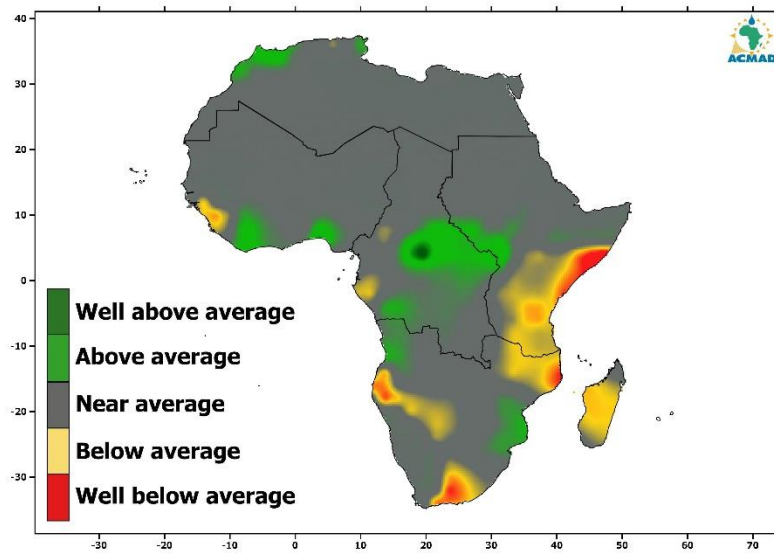 40
30
20
10
0
-10
-20
-30
ACMAD
Well above average
Above average
Near average
Below average
Well below average
-30 -20 -10 0 10 20 30 40 50 60 70